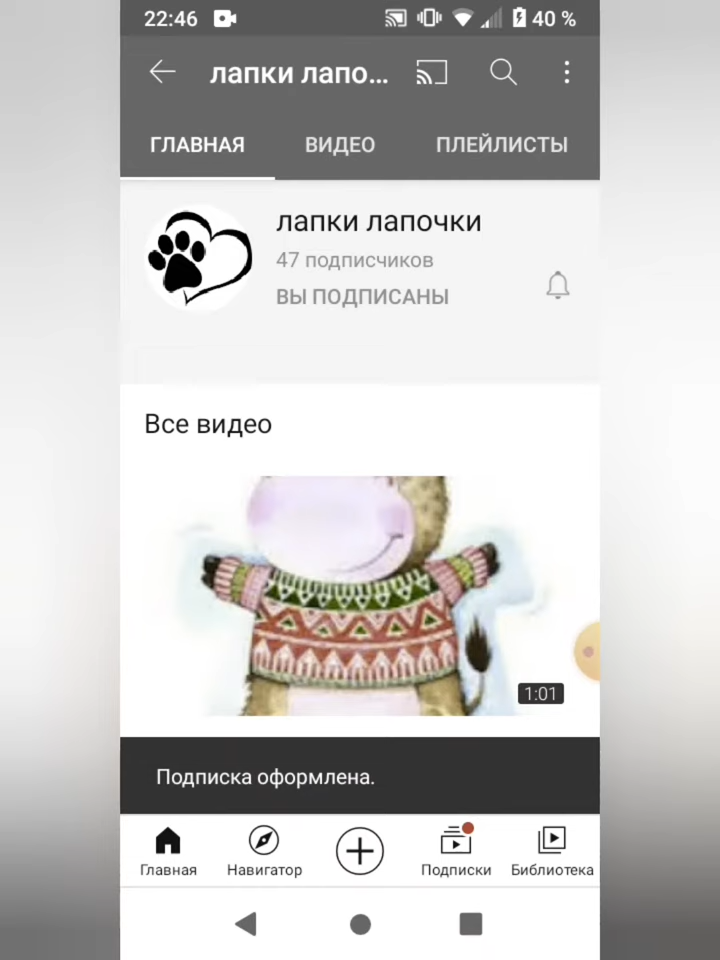 22:46
40 %
лапки лапо...
ГЛАВНАЯ
ВИДЕО
ПЛЕЙЛИСТЫ
лапки лапочки
47 подписчиков
ВЫ ПОДПИСАНЫ
Все видео
1:01
Подписка оформлена.
Главная
Навигатор
Подписки
Библиотека